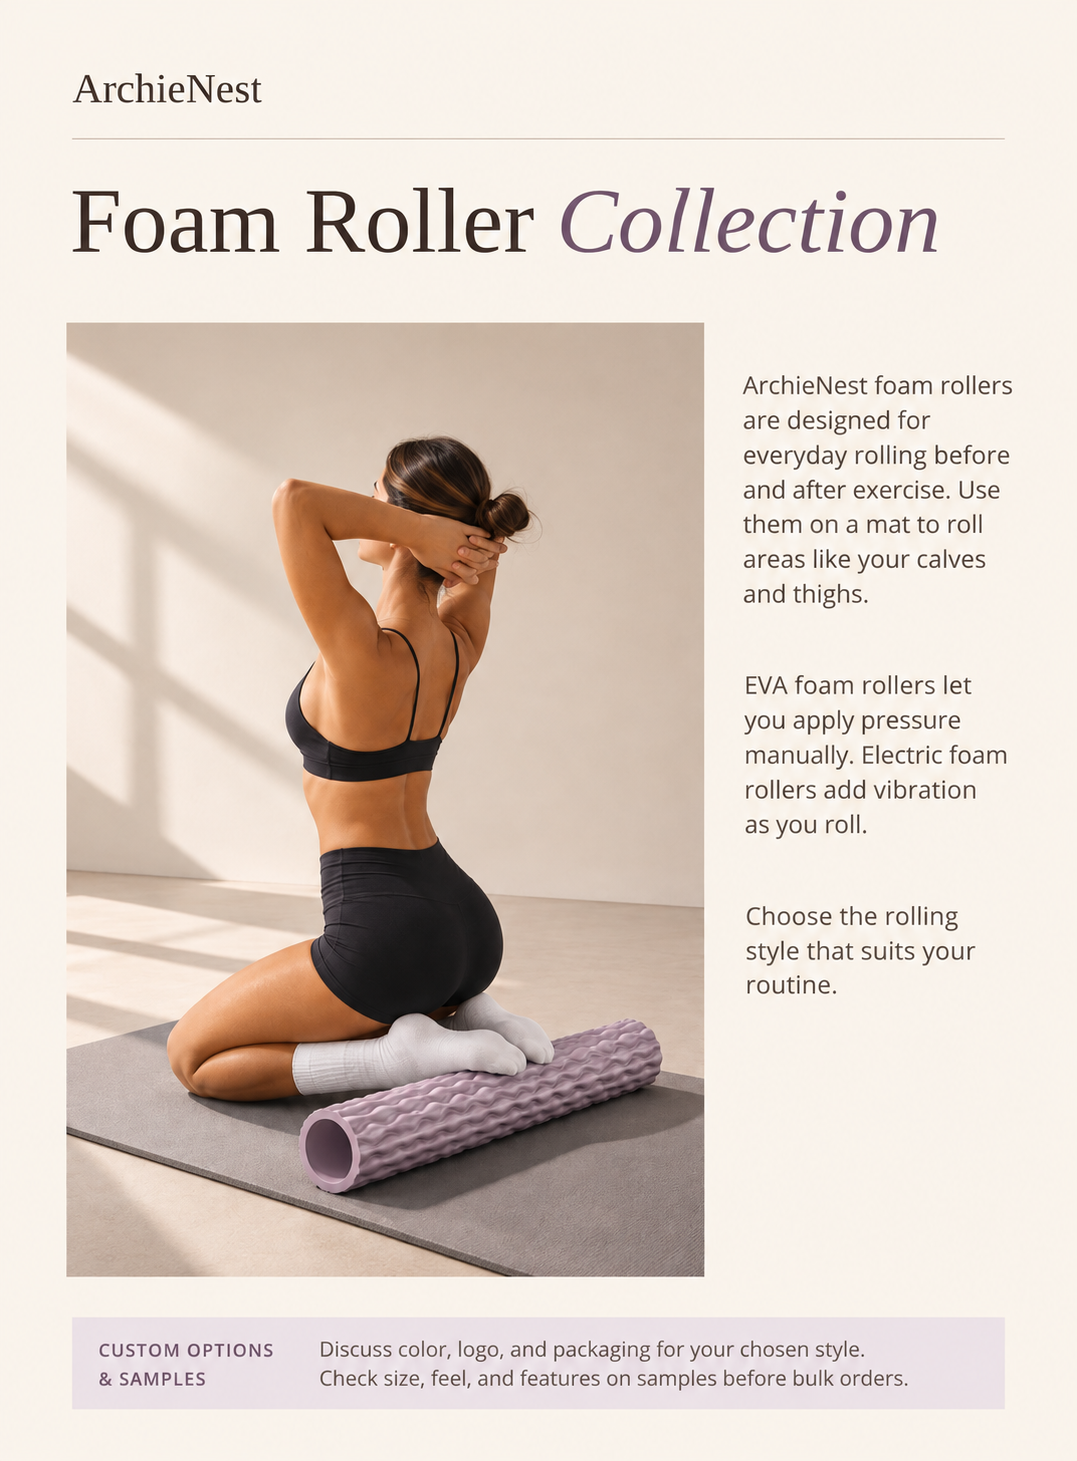 ArchieNest
Foam Roller Collection
ArchieNest foam rollers
are designed for
everyday rolling before
and after exercise. Use
them on a mat to roll
areas like your calves
and thighs.
EVA foam rollers let
you apply pressure
manually. Electric foam
rollers add vibration
as you roll.
Choose the rolling
style that suits your
routine.
CUSTOM OPTIONS
& SAMPLES
Discuss color, logo, and packaging for your chosen style.
Check size, feel, and features on samples before bulk orders.